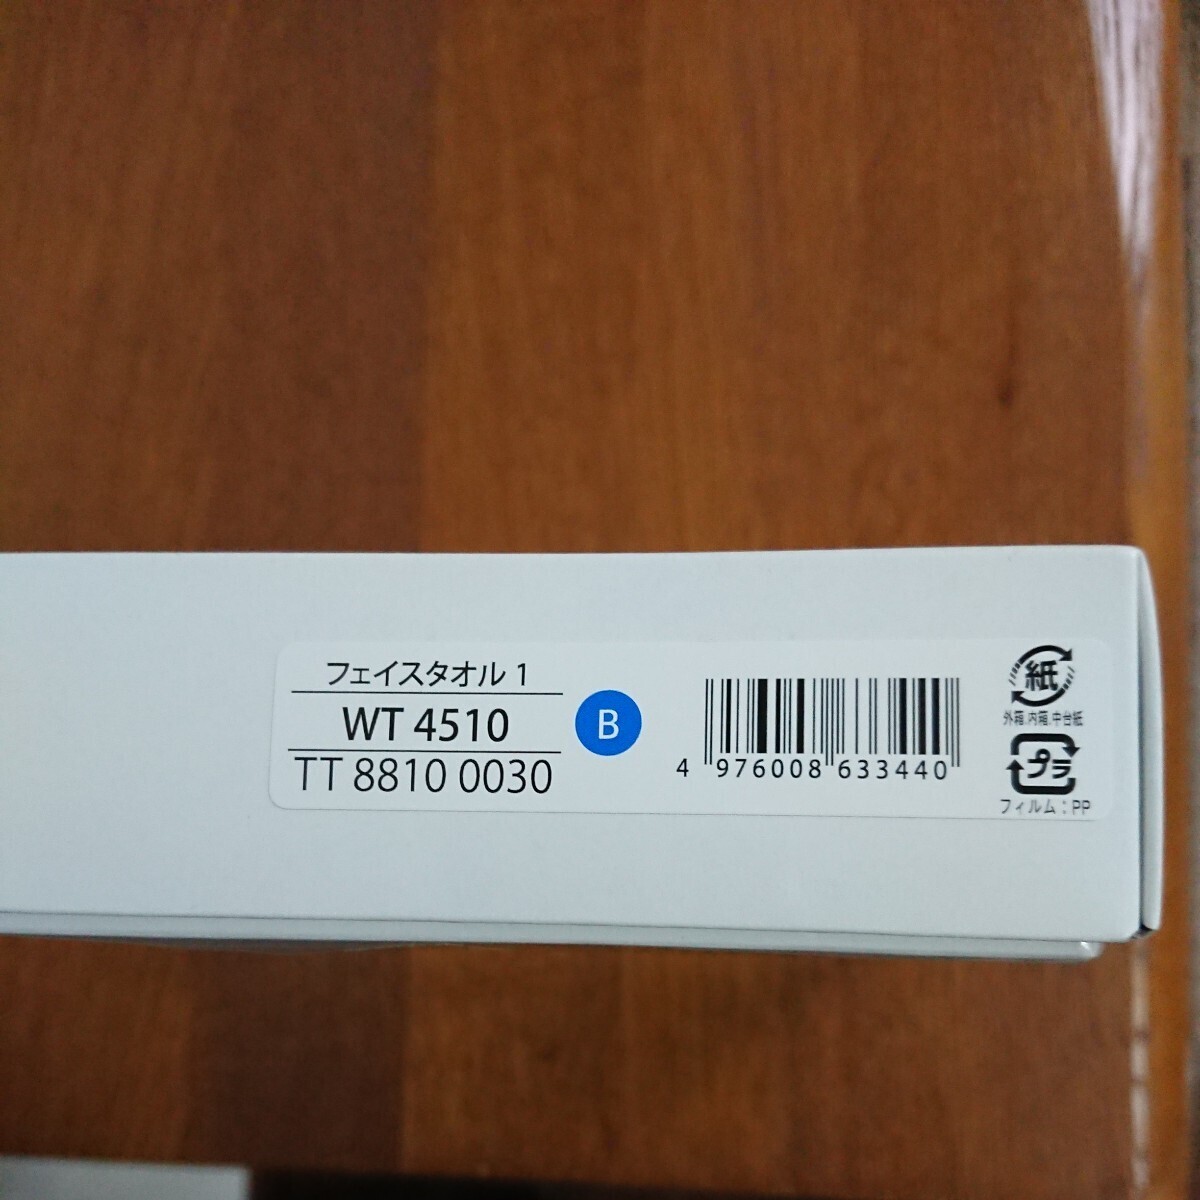 フェイスタオル 1
WT 4510
TT 8810 0030
B
4 976008 633440
紙
外箱.内箱.中台紙
プラ
フィルム：PP